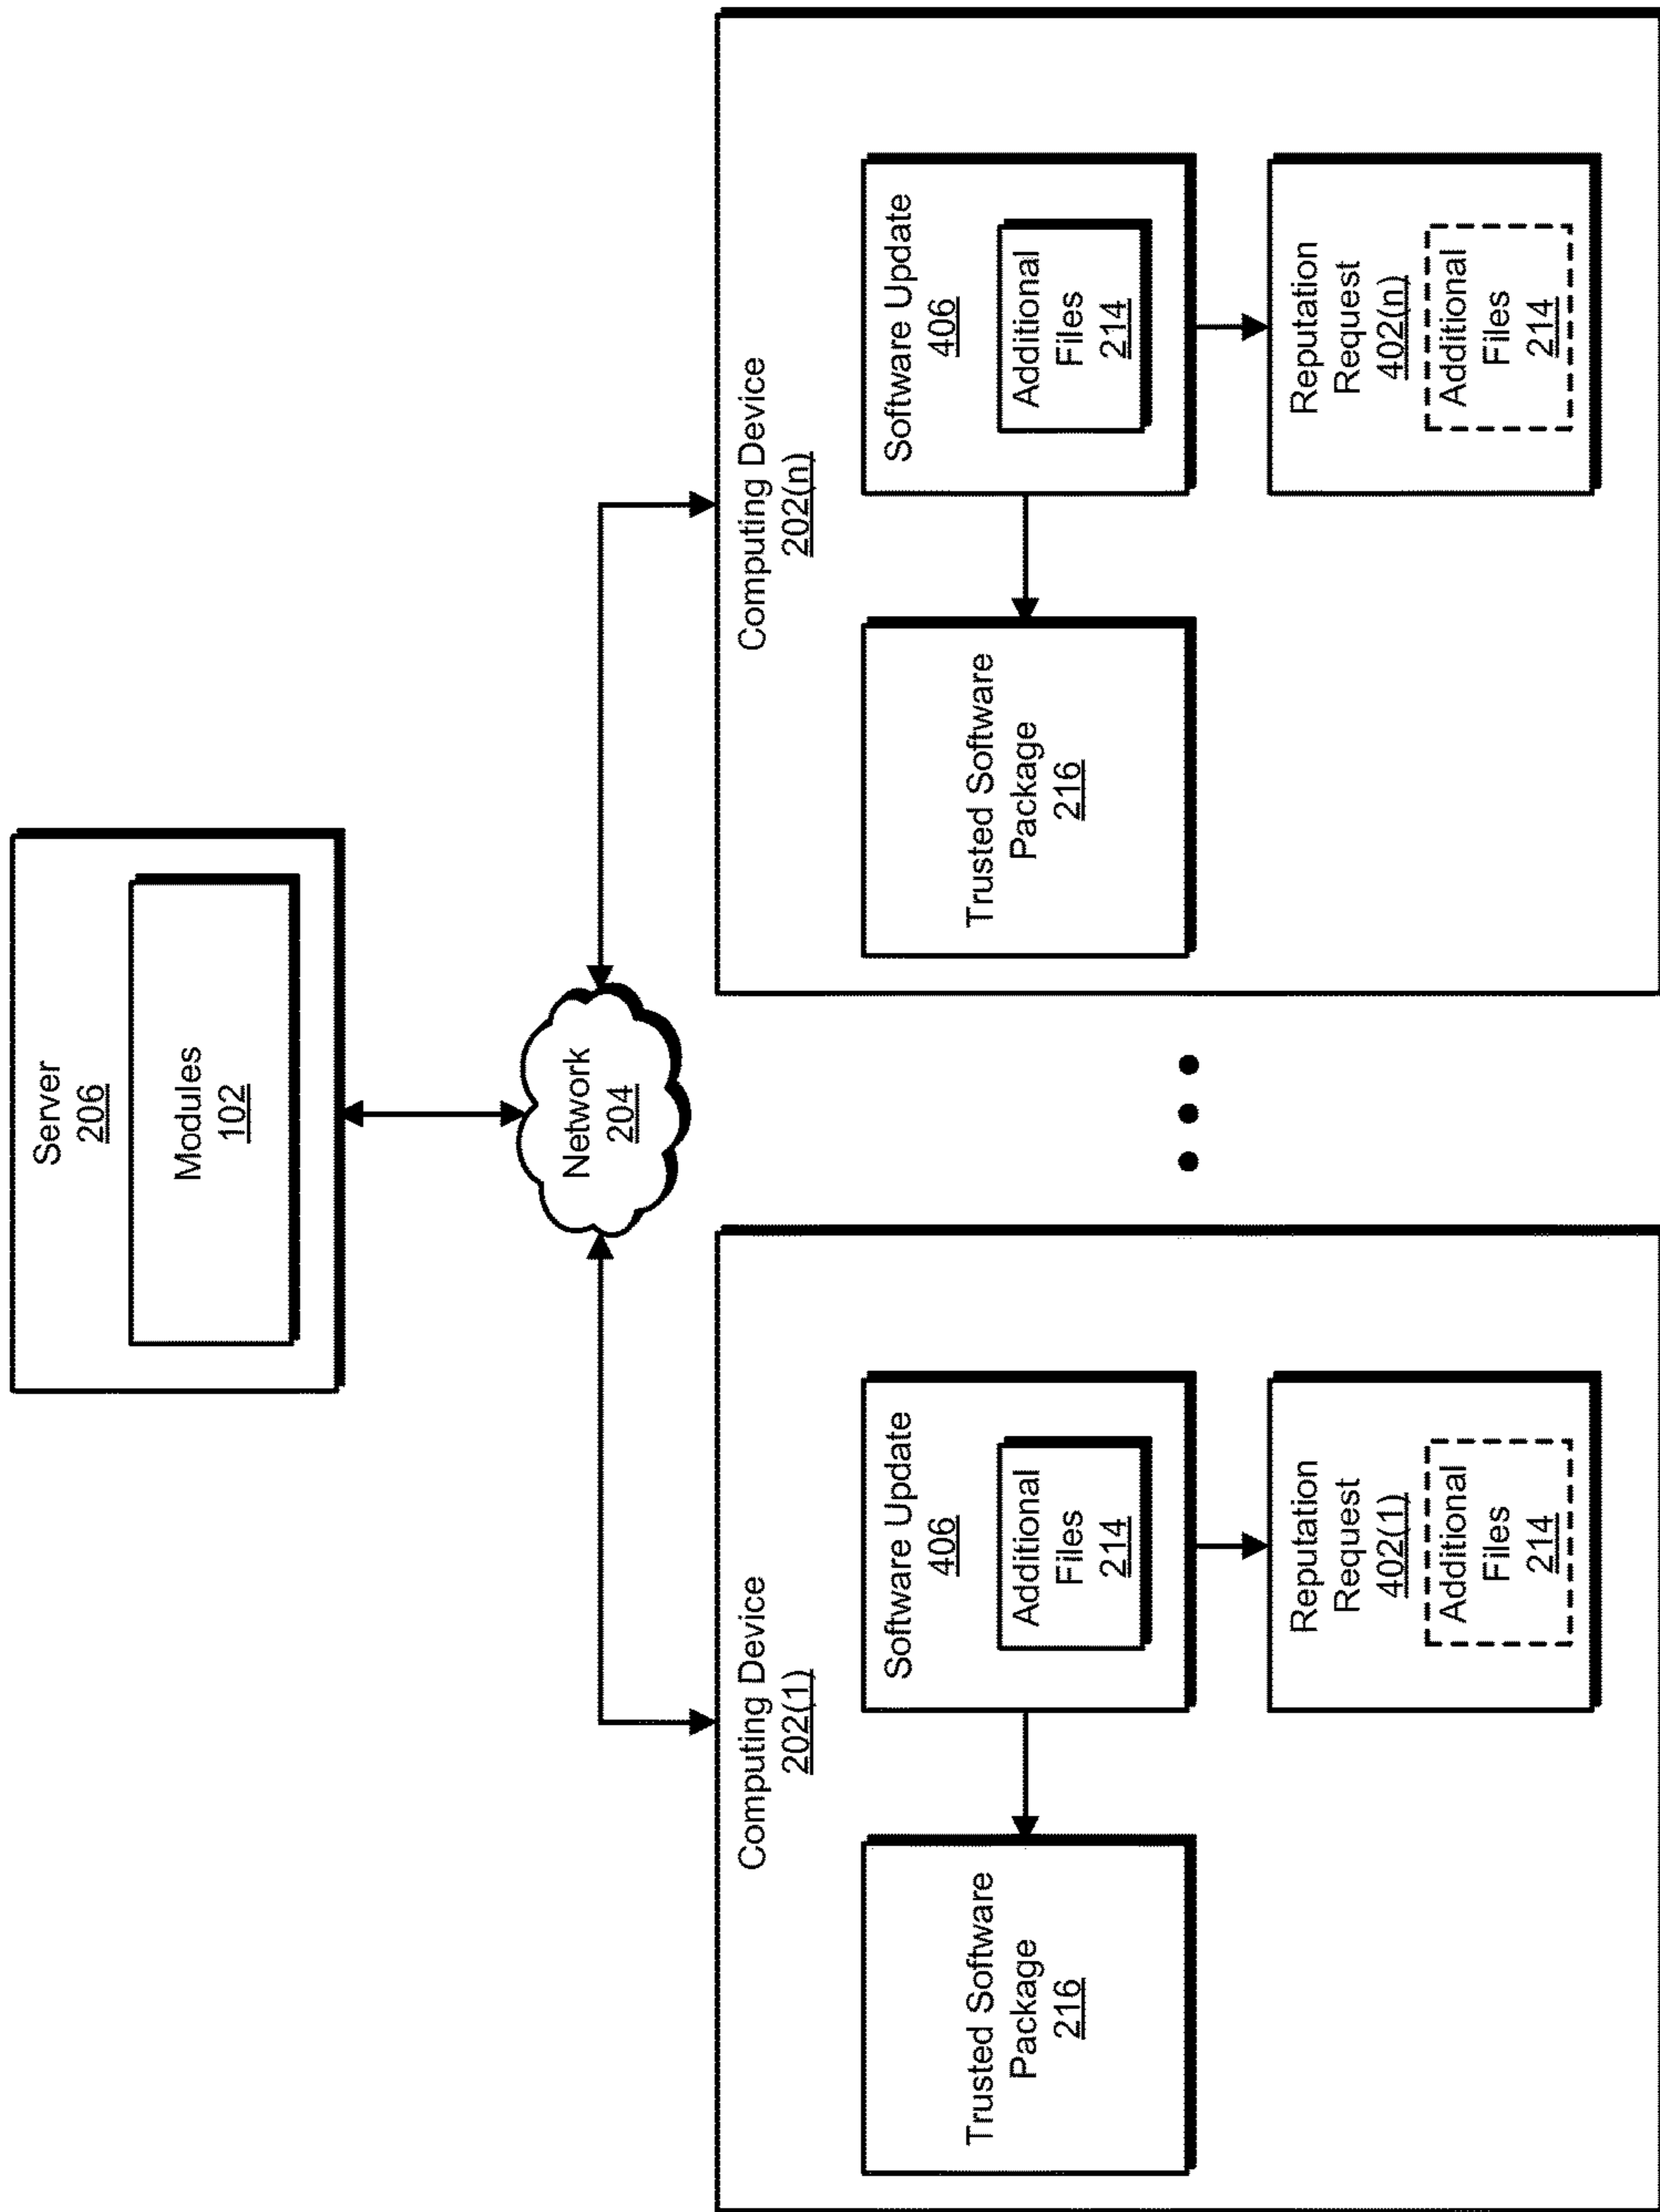 Server
206
Modules
102
Network
204
Computing Device
202(1)
Trusted Software
Package
216
Software Update
406
Additional
Files
214
Reputation
Request
402(1)
Additional
Files
214
Computing Device
202(n)
Trusted Software
Package
216
Software Update
406
Additional
Files
214
Reputation
Request
402(n)
Additional
Files
214